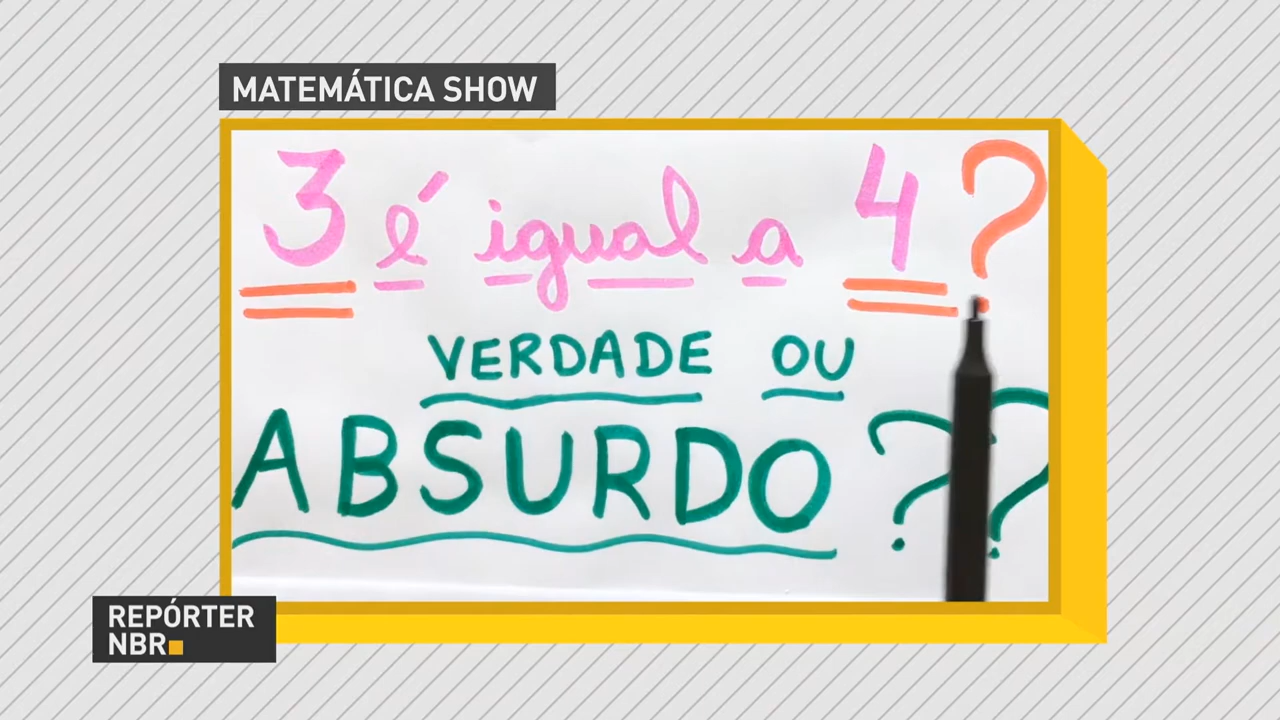 MATEMÁTICA SHOW
3 é igual a 4?
VERDADE OU
ABSURDO??
REPÓRTER
NBR